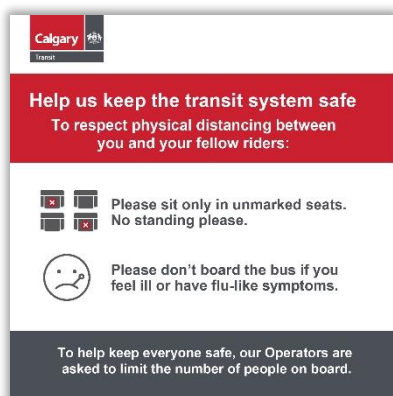 Calgary
Transit
Help us keep the transit system safe
To respect physical distancing between
you and your fellow riders:
Please sit only in unmarked seats.
No standing please.
Please don't board the bus if you
feel ill or have flu-like symptoms.
To help keep everyone safe, our Operators are
asked to limit the number of people on board.